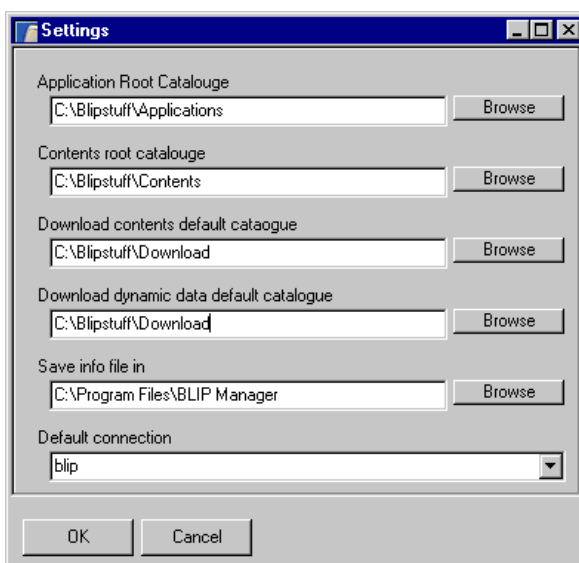 Settings
Application Root Catalouge
C:\Blipstuff\Applications Browse
Contents root catalouge
C:\Blipstuff\Contents Browse
Download contents default cataogue
C:\Blipstuff\Download Browse
Download dynamic data default catalogue
C:\Blipstuff\Download Browse
Save info file in
C:\Program Files\BLIP Manager Browse
Default connection
blip
OK Cancel